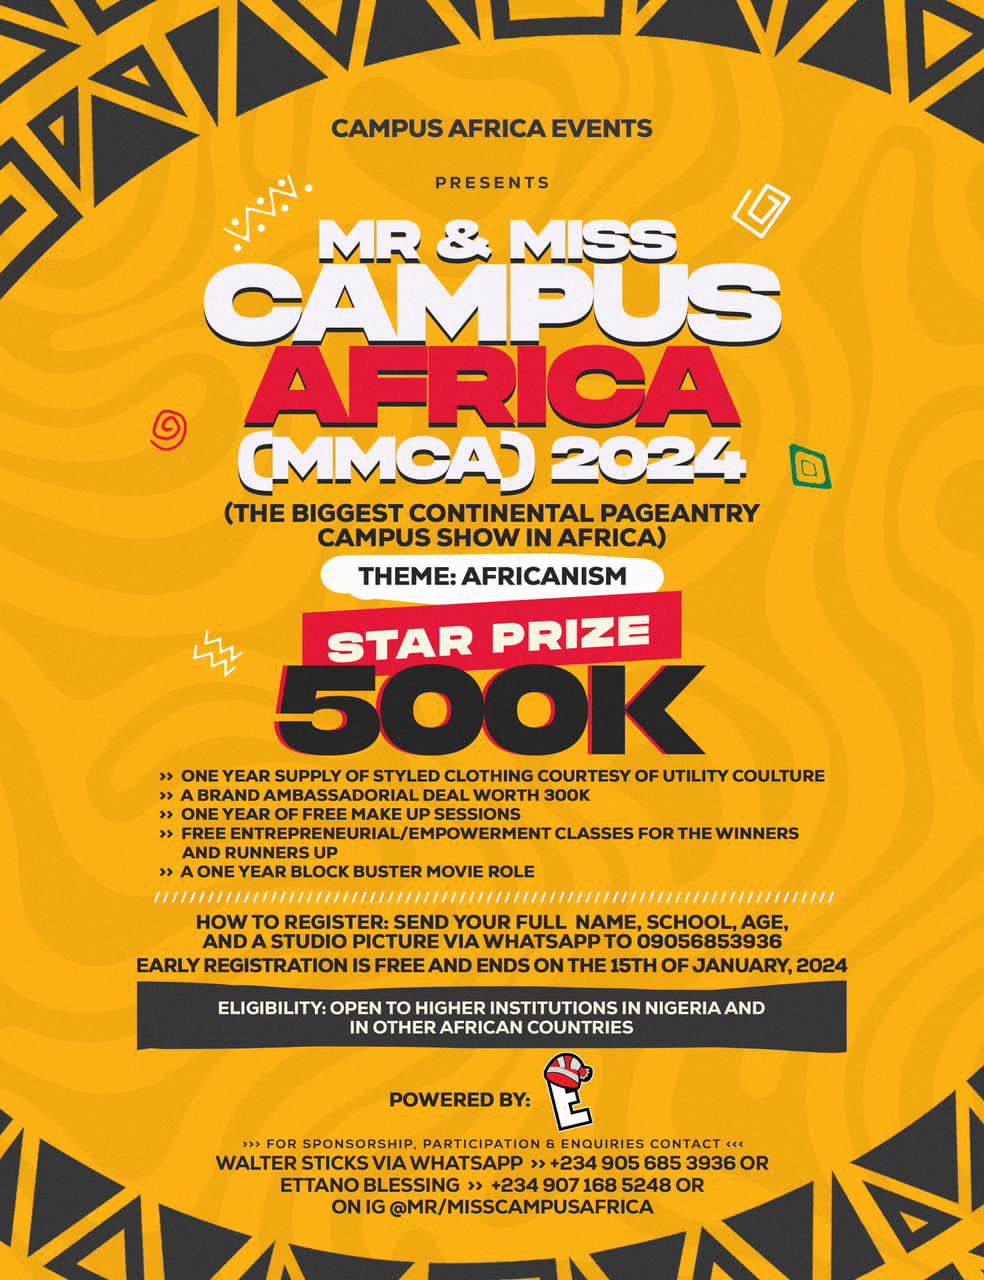 CAMPUS AFRICA EVENTS
PRESENTS
MR & MISS
CAMPUS
AFRICA
(MMCA) 2024
(THE BIGGEST CONTINENTAL PAGEANTRY
CAMPUS SHOW IN AFRICA)
THEME: AFRICANISM
STAR PRIZE
500K
›› ONE YEAR SUPPLY OF STYLED CLOTHING COURTESY OF UTILITY COULTURE
›› A BRAND AMBASSADORIAL DEAL WORTH 300K
›› ONE YEAR OF FREE MAKE UP SESSIONS
›› FREE ENTREPRENEURIAL/EMPOWERMENT CLASSES FOR THE WINNERS
AND RUNNERS UP
›› A ONE YEAR BLOCK BUSTER MOVIE ROLE
HOW TO REGISTER: SEND YOUR FULL NAME, SCHOOL, AGE,
AND A STUDIO PICTURE VIA WHATSAPP TO 09056853936
EARLY REGISTRATION IS FREE AND ENDS ON THE 15TH OF JANUARY, 2024
ELIGIBILITY: OPEN TO HIGHER INSTITUTIONS IN NIGERIA AND
IN OTHER AFRICAN COUNTRIES
POWERED BY: E
››› FOR SPONSORSHIP, PARTICIPATION & ENQUIRIES CONTACT ‹‹‹
WALTER STICKS VIA WHATSAPP ›› +234 905 685 3936 OR
ETTANO BLESSING ›› +234 907 168 5248 OR
ON IG @MR/MISSCAMPUSAFRICA